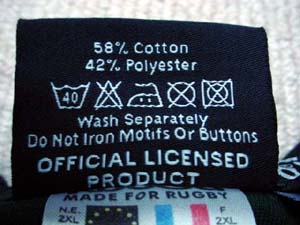 58% Cotton
42% Polyester
40
Wash Separately
Do Not Iron Motifs Or Buttons
OFFICIAL LICENSED
PRODUCT
MADE FOR RUGBY
N.E. F
2XL 2XL